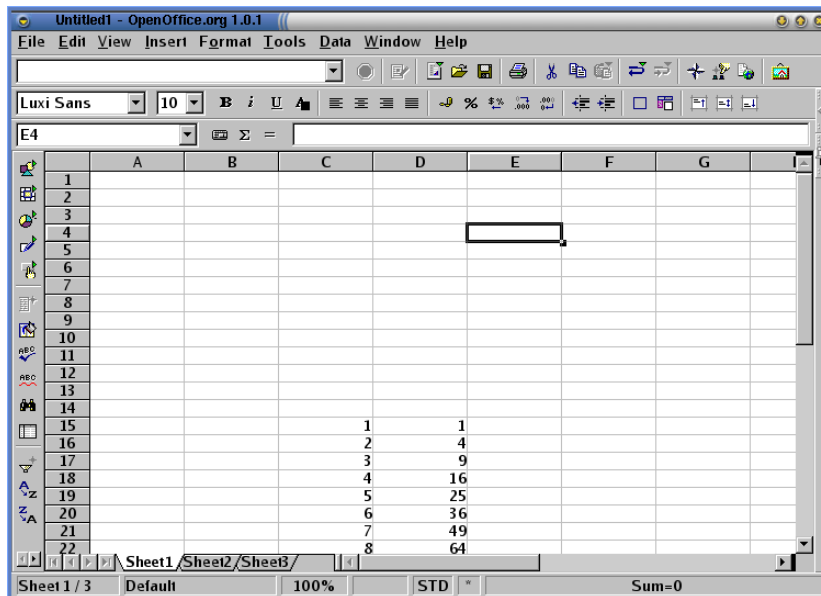 Untitled1 - OpenOffice.org 1.0.1
File Edit View Insert Format Tools Data Window Help
Luxi Sans 10 B i U A
E4 Σ =
A B C D E F G
1
2
3
4
5
6
7
8
9
10
11
12
13
14
15 1 1
16 2 4
17 3 9
18 4 16
19 5 25
20 6 36
21 7 49
22 8 64
Sheet1 Sheet2 Sheet3
Sheet 1 / 3 Default 100% STD * Sum=0